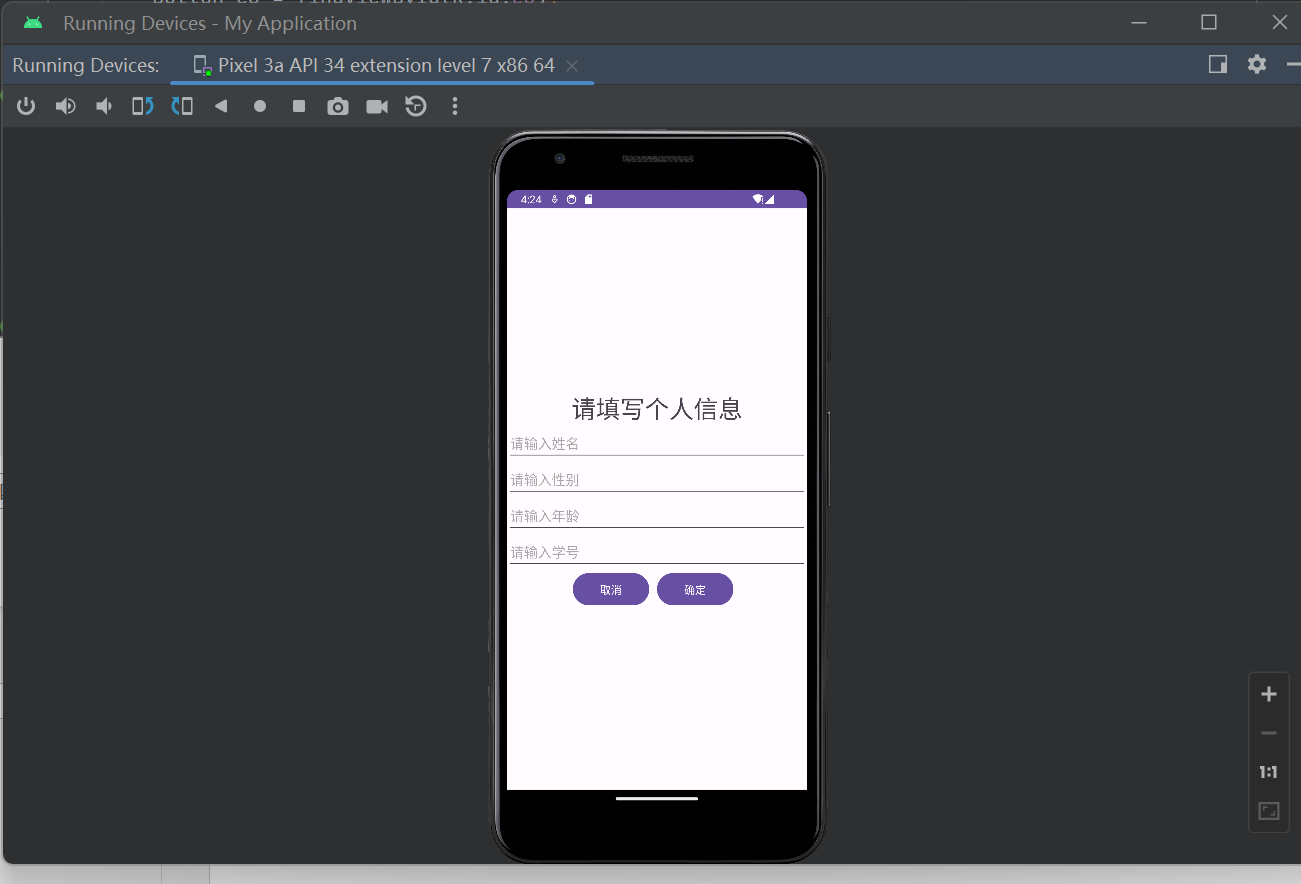 Running Devices - My Application
Running Devices: Pixel 3a API 34 extension level 7 x86 64
4:24
请填写个人信息
请输入姓名
请输入性别
请输入年龄
请输入学号
取消 确定
1:1